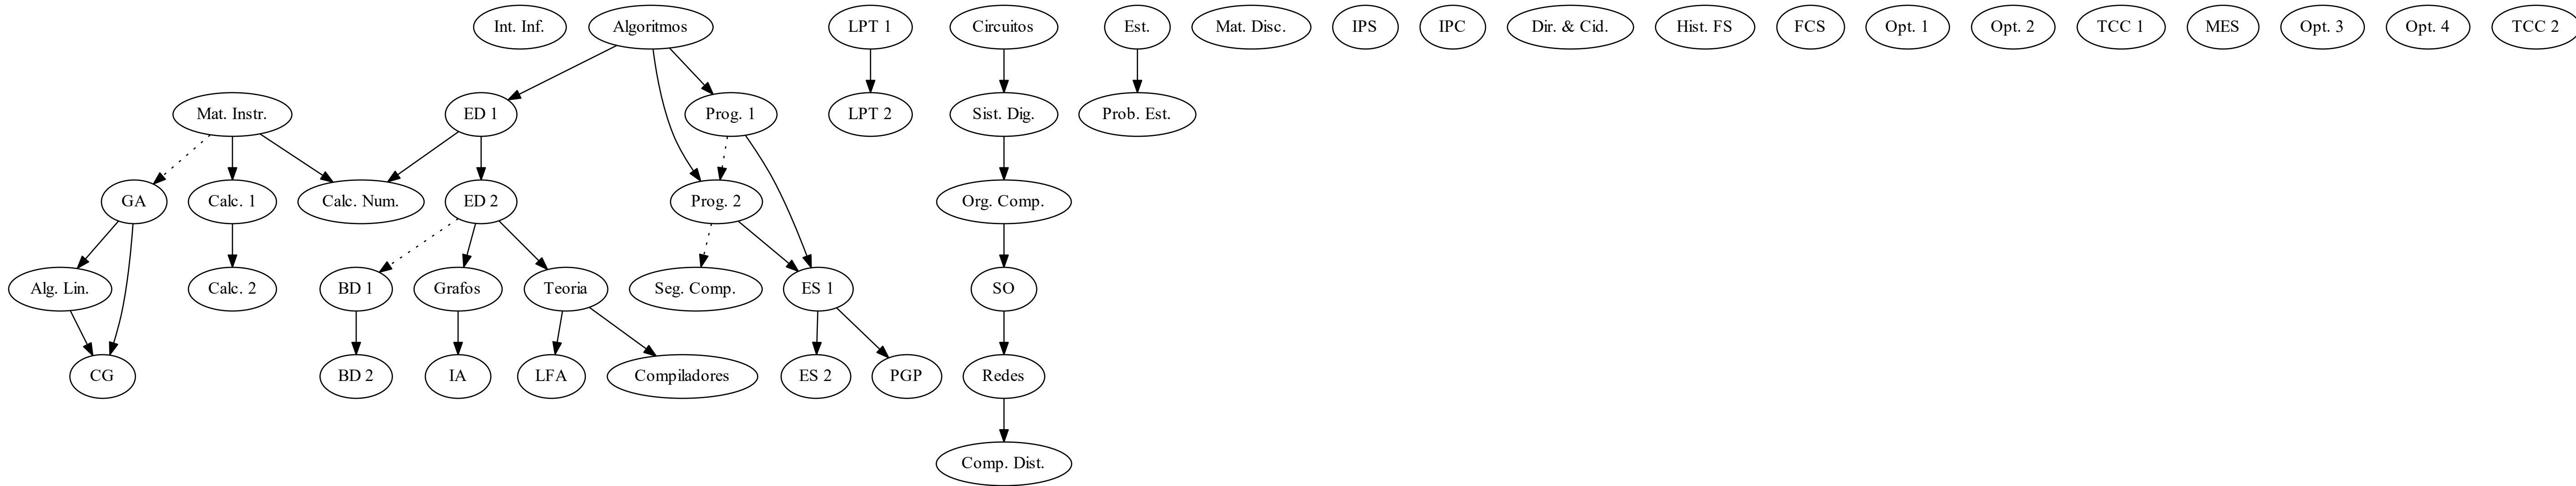 Int. Inf.
Algoritmos
LPT 1
Circuitos
Est.
Mat. Disc.
IPS
IPC
Dir. & Cid.
Hist. FS
FCS
Opt. 1
Opt. 2
TCC 1
MES
Opt. 3
Opt. 4
TCC 2
Mat. Instr.
ED 1
Prog. 1
LPT 2
Sist. Dig.
Prob. Est.
GA
Calc. 1
Calc. Num.
ED 2
Prog. 2
Org. Comp.
Alg. Lin.
Calc. 2
BD 1
Grafos
Teoria
Seg. Comp.
ES 1
SO
CG
BD 2
IA
LFA
Compiladores
ES 2
PGP
Redes
Comp. Dist.